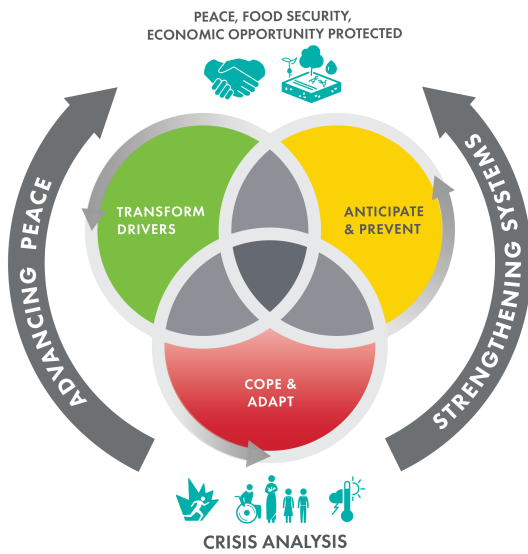 PEACE, FOOD SECURITY,
ECONOMIC OPPORTUNITY PROTECTED
ADVANCING PEACE
STRENGTHENING SYSTEMS
TRANSFORM
DRIVERS
ANTICIPATE
& PREVENT
COPE &
ADAPT
CRISIS ANALYSIS